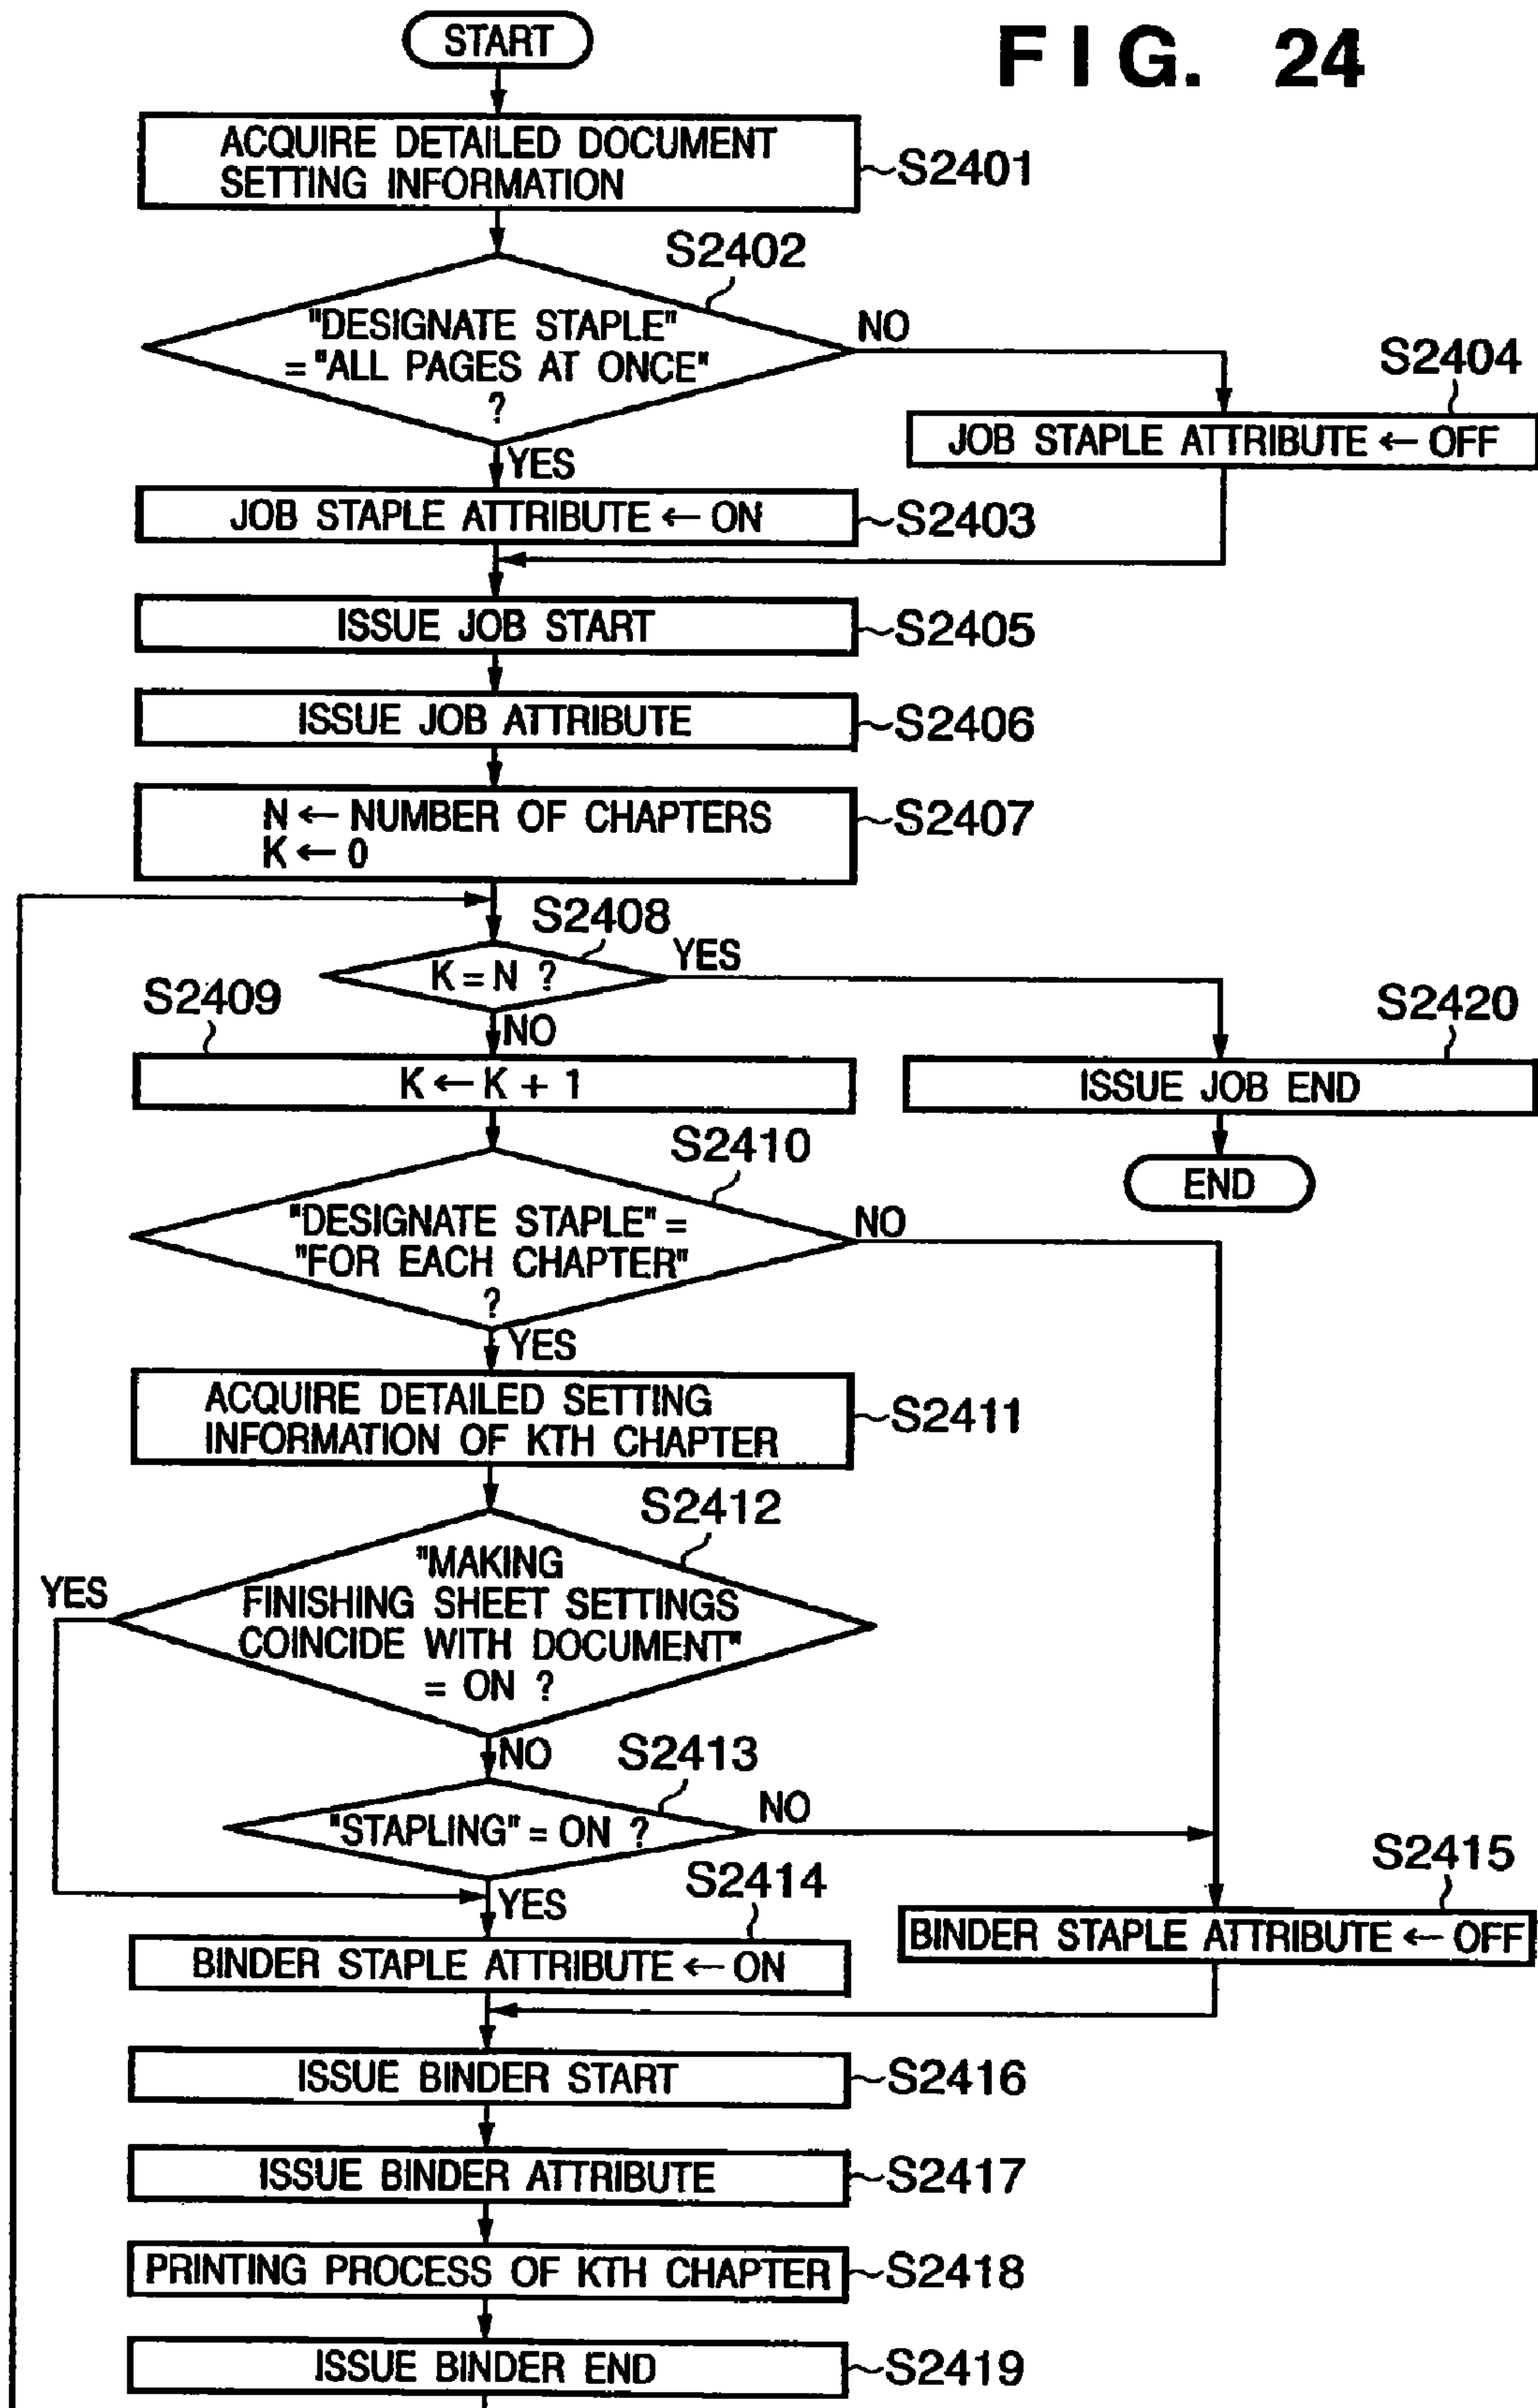 FIG. 24
START
ACQUIRE DETAILED DOCUMENT
SETTING INFORMATION
S2401
S2402
"DESIGNATE STAPLE"
= "ALL PAGES AT ONCE"
?
NO
YES
S2404
JOB STAPLE ATTRIBUTE ← OFF
JOB STAPLE ATTRIBUTE ← ON
S2403
ISSUE JOB START
S2405
ISSUE JOB ATTRIBUTE
S2406
N ← NUMBER OF CHAPTERS
K ← 0
S2407
S2408
K = N ?
YES
NO
S2409
K ← K + 1
S2420
ISSUE JOB END
END
S2410
"DESIGNATE STAPLE" =
"FOR EACH CHAPTER"
?
NO
YES
ACQUIRE DETAILED SETTING
INFORMATION OF KTH CHAPTER
S2411
S2412
"MAKING
FINISHING SHEET SETTINGS
COINCIDE WITH DOCUMENT"
= ON ?
YES
NO
S2413
"STAPLING" = ON ?
NO
YES
S2414
BINDER STAPLE ATTRIBUTE ← ON
S2415
BINDER STAPLE ATTRIBUTE ← OFF
ISSUE BINDER START
S2416
ISSUE BINDER ATTRIBUTE
S2417
PRINTING PROCESS OF KTH CHAPTER
S2418
ISSUE BINDER END
S2419